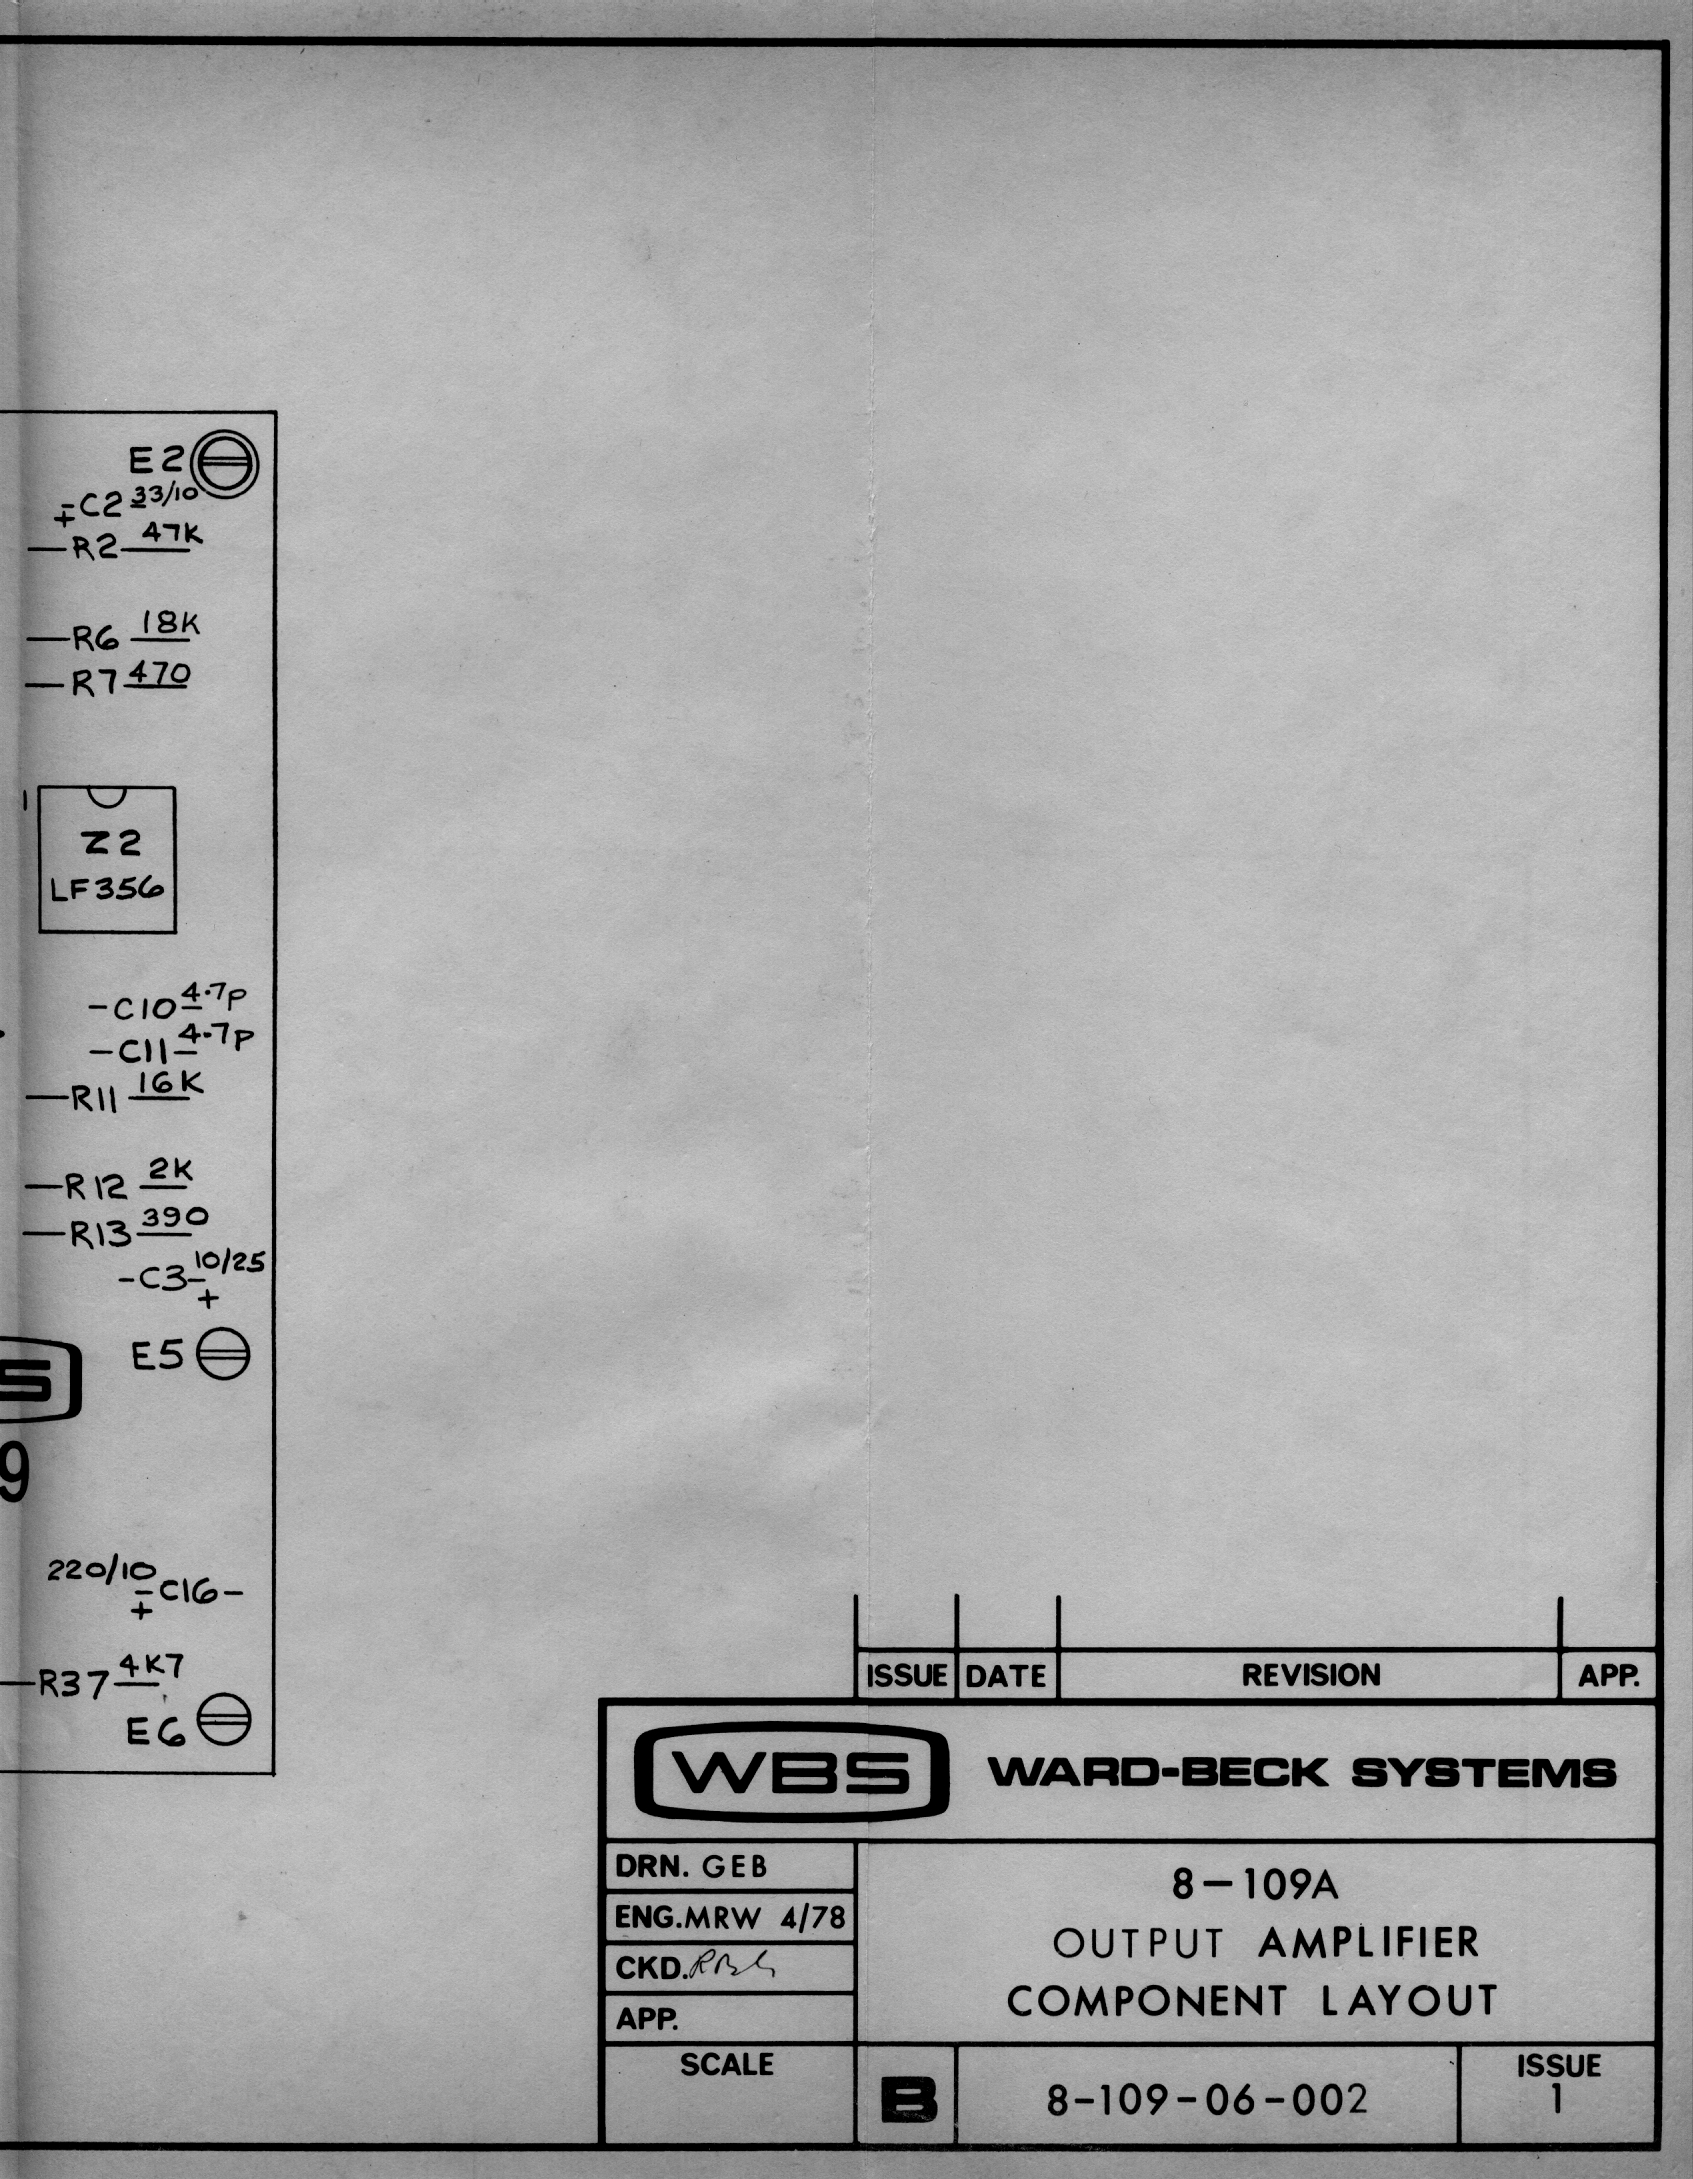 E2
+ C2 33/10
R2 47K
R6 18K
R7 470
1
Z2
LF356
C10 4.7p
C11 4.7p
R11 16K
R12 2K
R13 390
C3 10/25
+
E5
S
9
220/10 C16
+
R37 4K7
E6
ISSUE DATE REVISION APP.
WBS WARD-BECK SYSTEMS
DRN. GEB
ENG. MRW 4/78
CKD.
APP.
SCALE
8-109A
OUTPUT AMPLIFIER
COMPONENT LAYOUT
B 8-109-06-002
ISSUE
1